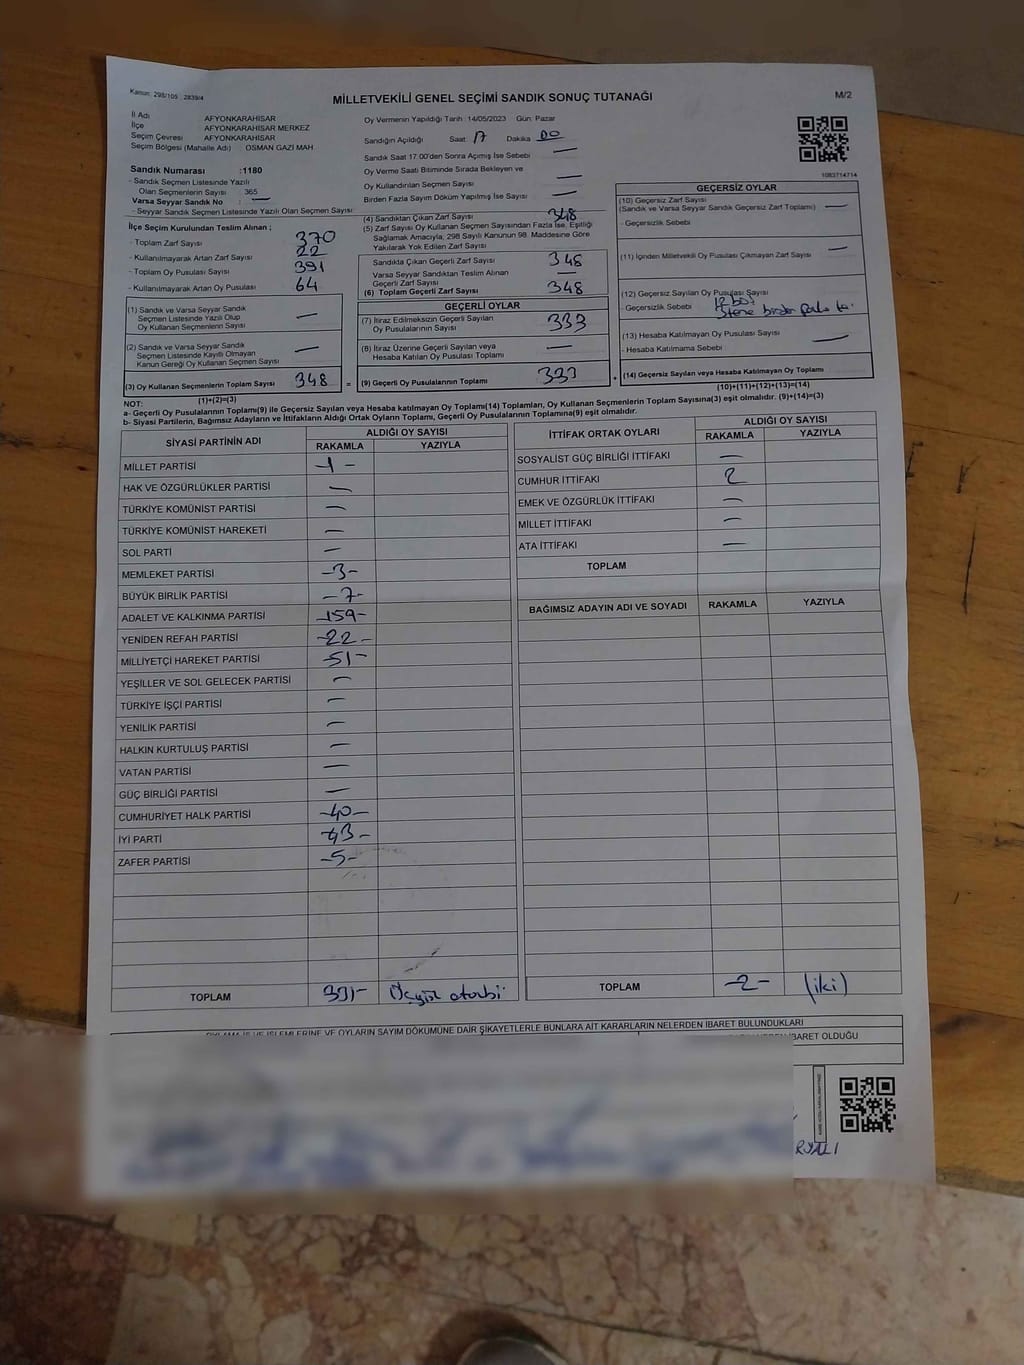 Kanun: 298/105 2839/4
MİLLETVEKİLİ GENEL SEÇİMİ SANDIK SONUÇ TUTANAĞI
M/2
İl Adı AFYONKARAHİSAR
İlçe AFYONKARAHİSAR MERKEZ
Seçim Çevresi AFYONKARAHİSAR
Seçim Bölgesi (Mahalle Adı) OSMAN GAZİ MAH
Sandık Numarası :1180
- Sandık Seçmen Listesinde Yazılı
Olan Seçmenlerin Sayısı 365
Varsa Seyyar Sandık No : —
- Seyyar Sandık Seçmen Listesinde Yazılı Olan Seçmen Sayısı
İlçe Seçim Kurulundan Teslim Alınan ;
- Toplam Zarf Sayısı 370
- Kullanılmayarak Artan Zarf Sayısı 22
- Toplam Oy Pusulası Sayısı 391
- Kullanılmayarak Artan Oy Pusulası 64
(1) Sandık ve Varsa Seyyar Sandık
Seçmen Listesinde Yazılı Olup
Oy Kullanan Seçmenlerin Sayısı —
(2) Sandık ve Varsa Seyyar Sandık
Seçmen Listesinde Kayıtlı Olmayan
Kanun Gereği Oy Kullanan Seçmen Sayısı —
(3) Oy Kullanan Seçmenlerin Toplam Sayısı 348
(1)+(2)=(3)
Oy Vermenin Yapıldığı Tarih : 14/05/2023 Gün: Pazar
Sandığın Açıldığı Saat: 17 Dakika 00
Sandık Saat 17:00'den Sonra Açımış İse Sebebi —
Oy Verme Saati Bitiminde Sırada Bekleyen ve
Oy Kullandırılan Seçmen Sayısı —
Birden Fazla Sayım Döküm Yapılmış İse Sayısı —
(4) Sandıktan Çıkan Zarf Sayısı 348
(5) Zarf Sayısı Oy Kullanan Seçmen Sayısından Fazla İse, Eşitliği
Sağlamak Amacıyla, 298 Sayılı Kanunun 98. Maddesine Göre
Yakılarak Yok Edilen Zarf Sayısı
Sandıkta Çıkan Geçerli Zarf Sayısı 348
Varsa Seyyar Sandıktan Teslim Alınan
Geçerli Zarf Sayısı —
(6) Toplam Geçerli Zarf Sayısı 348
GEÇERLİ OYLAR
(7) İtiraz Edilmeksizin Geçerli Sayılan
Oy Pusulalarının Sayısı 333
(8) İtiraz Üzerine Geçerli Sayılan veya
Hesaba Katılan Oy Pusulası Toplamı —
= (9) Geçerli Oy Pusulalarının Toplamı 333 +
1083714714
GEÇERSİZ OYLAR
(10) Geçersiz Zarf Sayısı
(Sandık ve Varsa Seyyar Sandık Geçersiz Zarf Toplamı) —
- Geçersizlik Sebebi
(11) İçinden Milletvekili Oy Pusulası Çıkmayan Zarf Sayısı —
(12) Geçersiz Sayılan Oy Pusulası Sayısı
- Geçersizlik Sebebi
(13) Hesaba Katılmayan Oy Pusulası Sayısı —
- Hesaba Katılmama Sebebi
(14) Geçersiz Sayılan veya Hesaba Katılmayan Oy Toplamı
(10)+(11)+(12)+(13)=(14)
NOT:
a- Geçerli Oy Pusulalarının Toplamı(9) ile Geçersiz Sayılan veya Hesaba katılmayan Oy Toplamı(14) Toplamları, Oy Kullanan Seçmenlerin Toplam Sayısına(3) eşit olmalıdır. (9)+(14)=(3)
b- Siyasi Partilerin, Bağımsız Adayların ve İttifakların Aldığı Ortak Oyların Toplamı, Geçerli Oy Pusulalarının Toplamına(9) eşit olmalıdır.
SİYASİ PARTİNİN ADI ALDIĞI OY SAYISI
RAKAMLA YAZIYLA
MİLLET PARTİSİ -1-
HAK VE ÖZGÜRLÜKLER PARTİSİ —
TÜRKİYE KOMÜNİST PARTİSİ —
TÜRKİYE KOMÜNİST HAREKETİ —
SOL PARTİ —
MEMLEKET PARTİSİ -3-
BÜYÜK BİRLİK PARTİSİ -7-
ADALET VE KALKINMA PARTİSİ -159-
YENİDEN REFAH PARTİSİ -22-
MİLLİYETÇİ HAREKET PARTİSİ -51-
YEŞİLLER VE SOL GELECEK PARTİSİ —
TÜRKİYE İŞÇİ PARTİSİ —
YENİLİK PARTİSİ —
HALKIN KURTULUŞ PARTİSİ —
VATAN PARTİSİ —
GÜÇ BİRLİĞİ PARTİSİ —
CUMHURİYET HALK PARTİSİ -40-
İYİ PARTİ -43-
ZAFER PARTİSİ -5-
TOPLAM 331-
İTTİFAK ORTAK OYLARI ALDIĞI OY SAYISI
RAKAMLA YAZIYLA
SOSYALİST GÜÇ BİRLİĞİ İTTİFAKI —
CUMHUR İTTİFAKI 2
EMEK VE ÖZGÜRLÜK İTTİFAKI —
MİLLET İTTİFAKI —
ATA İTTİFAKI —
TOPLAM
BAĞIMSIZ ADAYIN ADI VE SOYADI RAKAMLA YAZIYLA
TOPLAM -2- (iki)
OYLAMA İŞ VE İŞLEMLERİNE VE OYLARIN SAYIM DÖKÜMÜNE DAİR ŞİKAYETLERLE BUNLARA AİT KARARLARIN NELERDEN İBARET BULUNDUKLARI
İBARET OLDUĞU